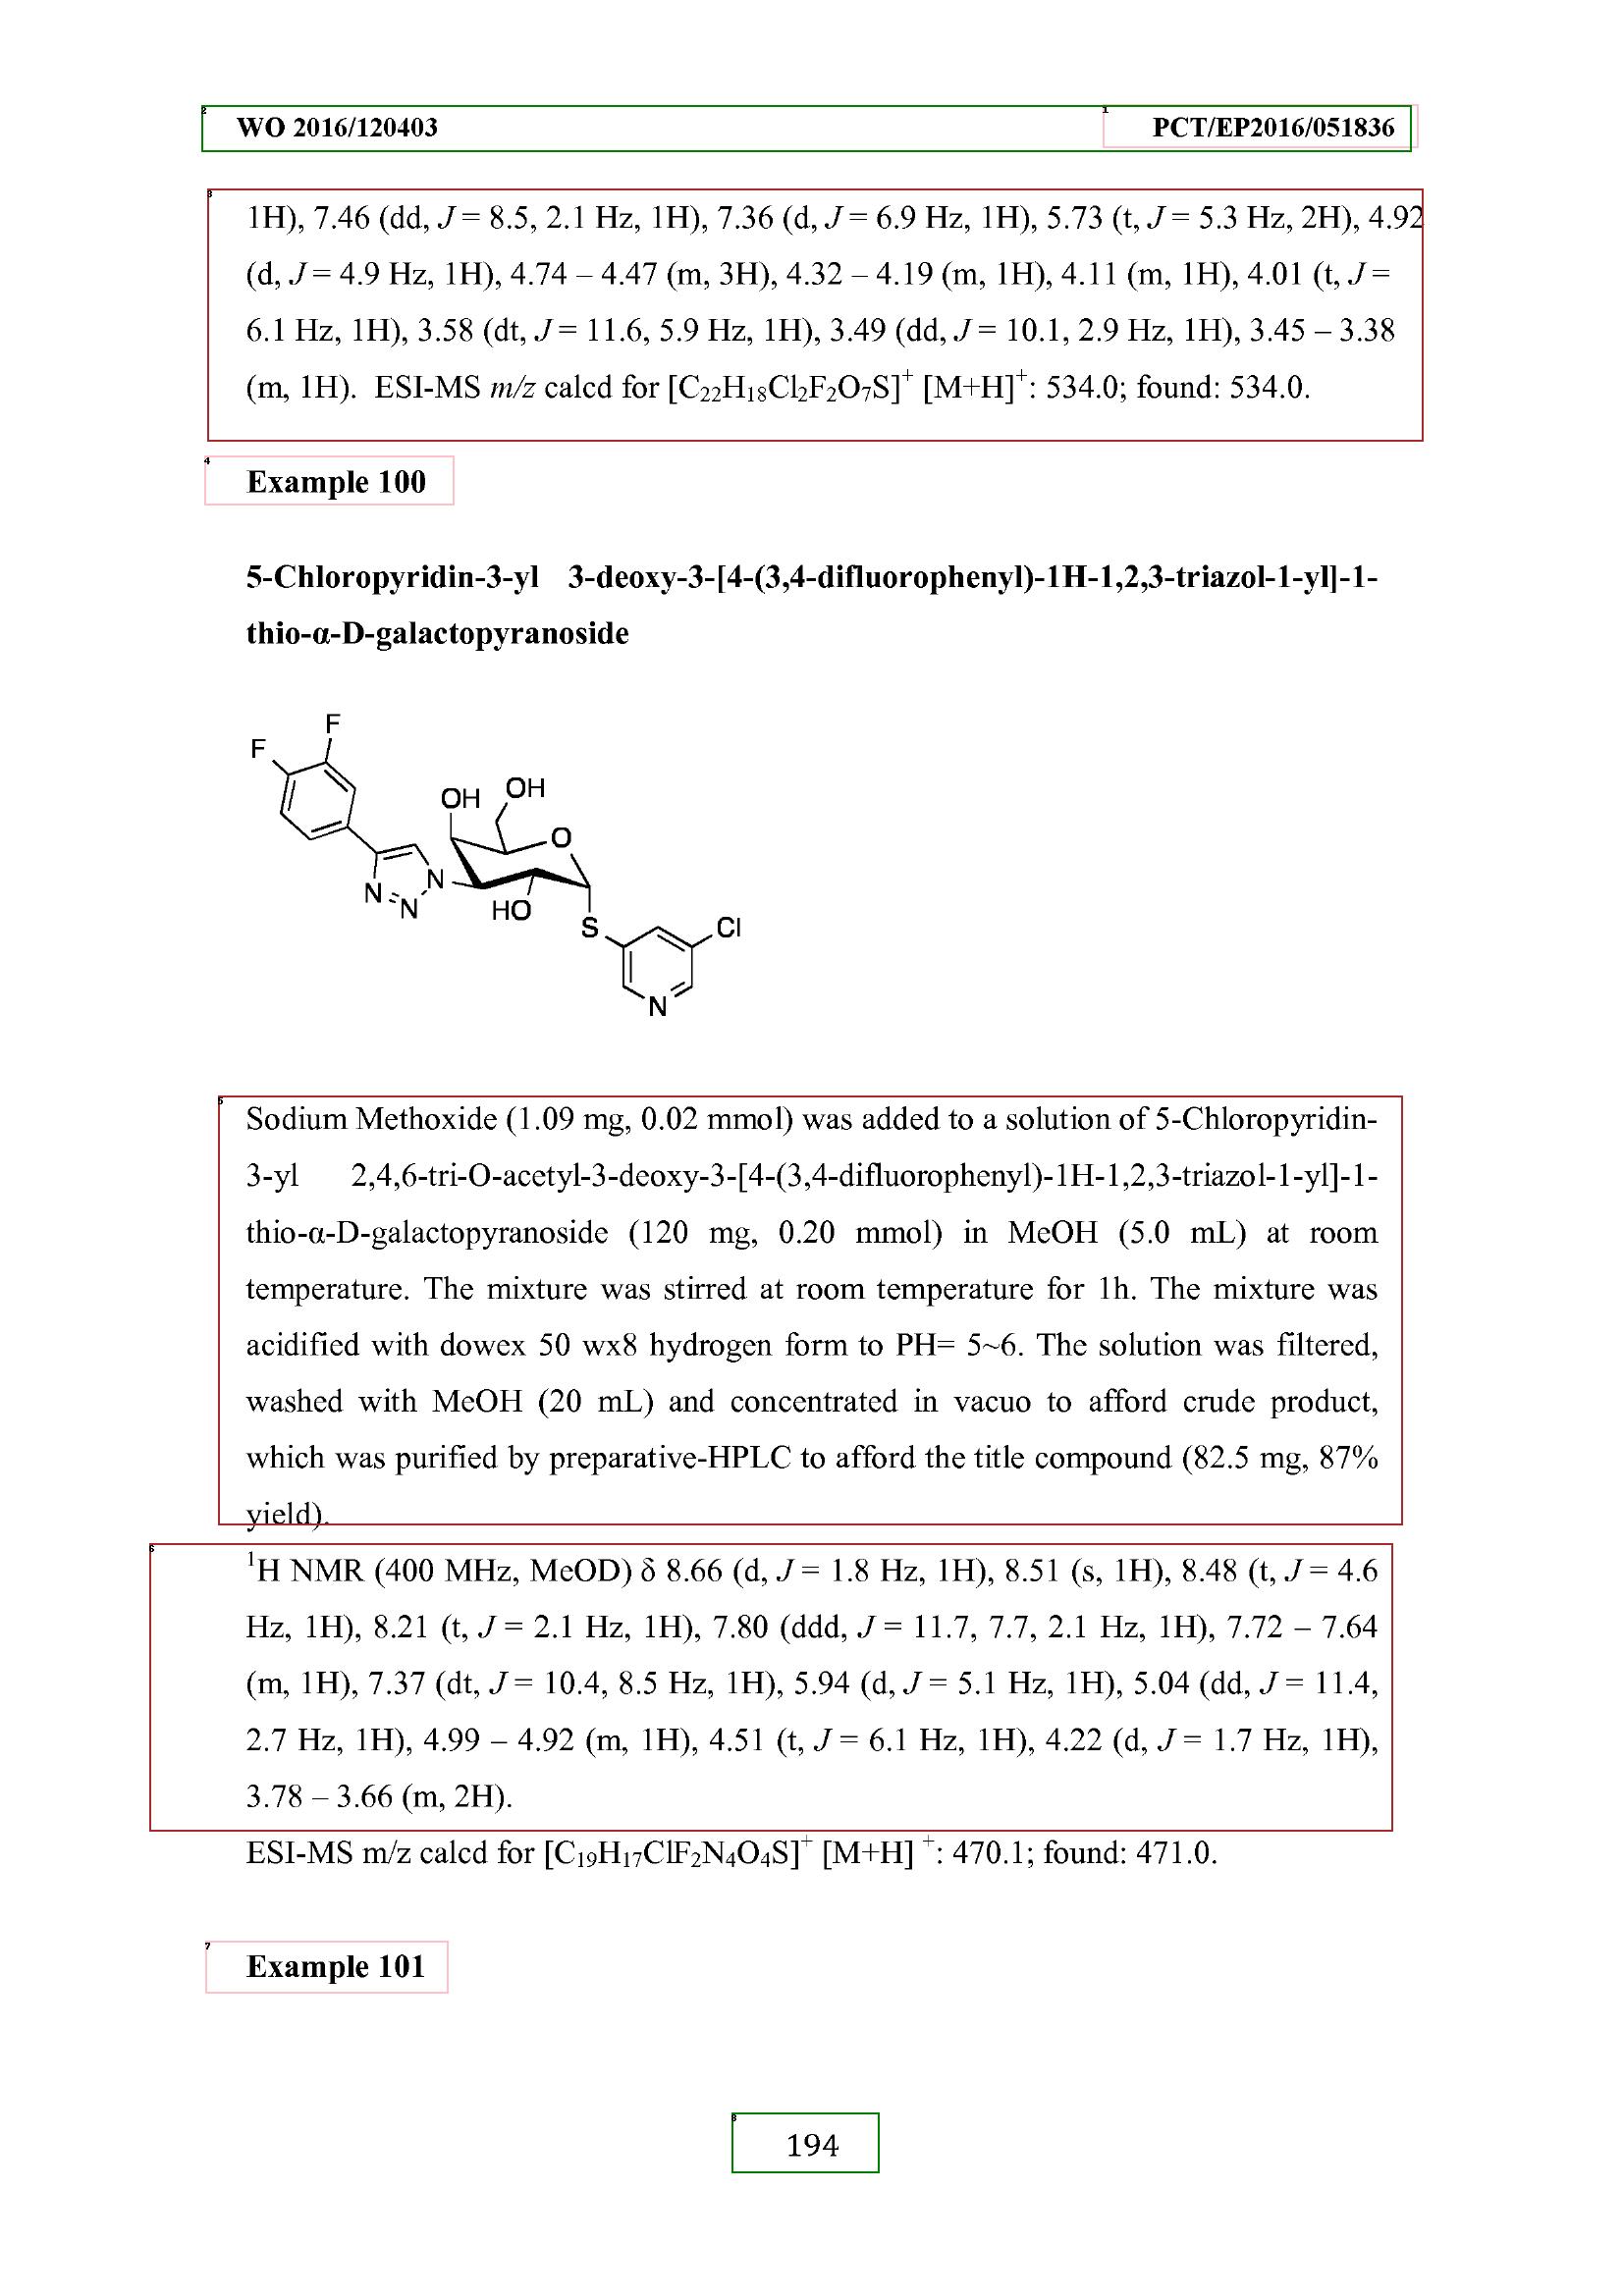 WO 2016/120403 PCT/EP2016/051836
1H), 7.46 (dd, J = 8.5, 2.1 Hz, 1H), 7.36 (d, J = 6.9 Hz, 1H), 5.73 (t, J = 5.3 Hz, 2H), 4.92
(d, J = 4.9 Hz, 1H), 4.74 – 4.47 (m, 3H), 4.32 – 4.19 (m, 1H), 4.11 (m, 1H), 4.01 (t, J =
6.1 Hz, 1H), 3.58 (dt, J = 11.6, 5.9 Hz, 1H), 3.49 (dd, J = 10.1, 2.9 Hz, 1H), 3.45 – 3.38
(m, 1H). ESI-MS m/z calcd for [C₂₂H₁₈Cl₂F₂O₇S]⁺ [M+H]⁺: 534.0; found: 534.0.
Example 100
5-Chloropyridin-3-yl 3-deoxy-3-[4-(3,4-difluorophenyl)-1H-1,2,3-triazol-1-yl]-1-
thio-α-D-galactopyranoside
F
F
OH
OH
O
N
N
N
HO
S
Cl
N
Sodium Methoxide (1.09 mg, 0.02 mmol) was added to a solution of 5-Chloropyridin-
3-yl 2,4,6-tri-O-acetyl-3-deoxy-3-[4-(3,4-difluorophenyl)-1H-1,2,3-triazol-1-yl]-1-
thio-α-D-galactopyranoside (120 mg, 0.20 mmol) in MeOH (5.0 mL) at room
temperature. The mixture was stirred at room temperature for 1h. The mixture was
acidified with dowex 50 wx8 hydrogen form to PH= 5~6. The solution was filtered,
washed with MeOH (20 mL) and concentrated in vacuo to afford crude product,
which was purified by preparative-HPLC to afford the title compound (82.5 mg, 87%
yield).
¹H NMR (400 MHz, MeOD) δ 8.66 (d, J = 1.8 Hz, 1H), 8.51 (s, 1H), 8.48 (t, J = 4.6
Hz, 1H), 8.21 (t, J = 2.1 Hz, 1H), 7.80 (ddd, J = 11.7, 7.7, 2.1 Hz, 1H), 7.72 – 7.64
(m, 1H), 7.37 (dt, J = 10.4, 8.5 Hz, 1H), 5.94 (d, J = 5.1 Hz, 1H), 5.04 (dd, J = 11.4,
2.7 Hz, 1H), 4.99 – 4.92 (m, 1H), 4.51 (t, J = 6.1 Hz, 1H), 4.22 (d, J = 1.7 Hz, 1H),
3.78 – 3.66 (m, 2H).
ESI-MS m/z calcd for [C₁₉H₁₇ClF₂N₄O₄S]⁺ [M+H] ⁺: 470.1; found: 471.0.
Example 101
194